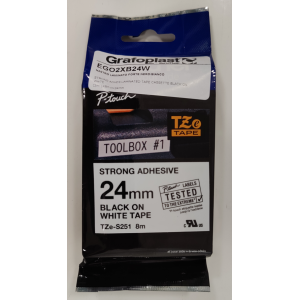 Grafoplast
EGO2XB24W
P-touch
TZe
TAPE
TOOLBOX #1
STRONG ADHESIVE
24mm
BLACK ON
WHITE TAPE
TZe-S251 8m
P-touch LABELS
TESTED
TO THE EXTREME!